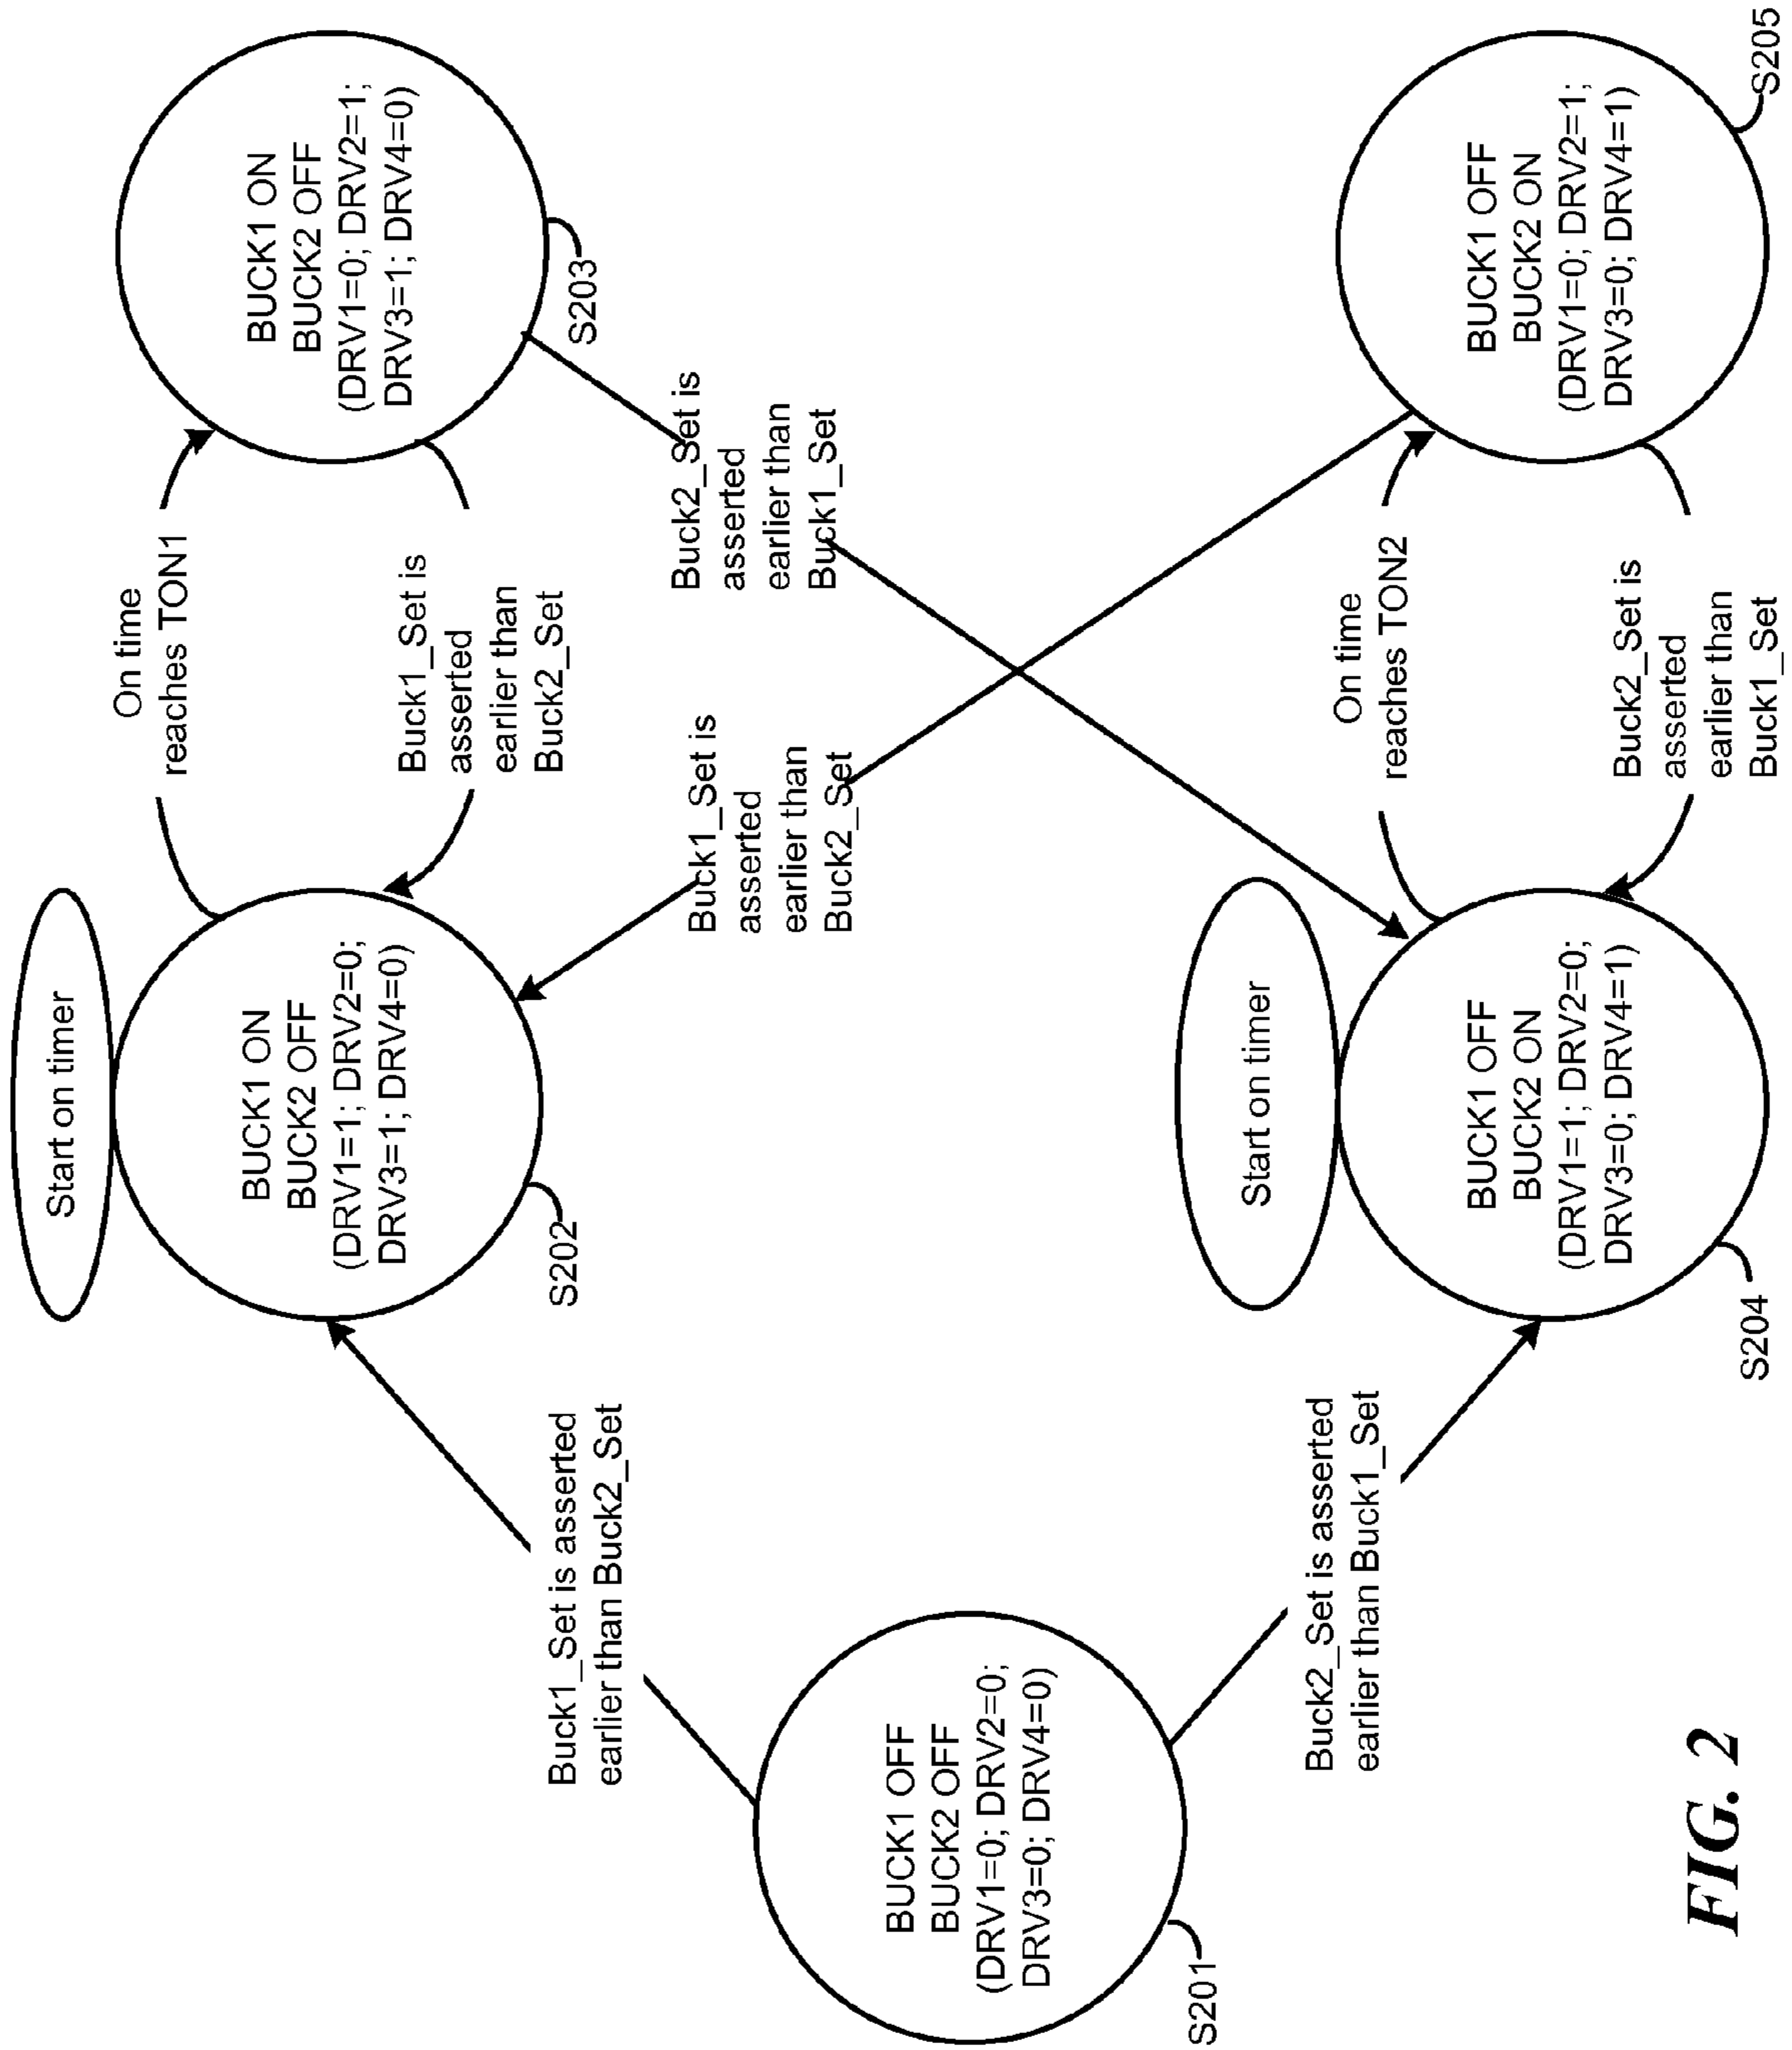 Start on timer
BUCK1 ON
BUCK2 OFF
(DRV1=1; DRV2=0;
DRV3=1; DRV4=0)
S202
On time
reaches TON1
Buck1_Set is
asserted
earlier than
Buck2_Set
BUCK1 ON
BUCK2 OFF
(DRV1=0; DRV2=1;
DRV3=1; DRV4=0)
S203
Buck1_Set is asserted
earlier than Buck2_Set
Buck1_Set is
asserted
earlier than
Buck2_Set
Buck2_Set is
asserted
earlier than
Buck1_Set
BUCK1 OFF
BUCK2 OFF
(DRV1=0; DRV2=0;
DRV3=0; DRV4=0)
S201
Buck2_Set is asserted
earlier than Buck1_Set
Start on timer
BUCK1 OFF
BUCK2 ON
(DRV1=1; DRV2=0;
DRV3=0; DRV4=1)
S204
On time
reaches TON2
Buck2_Set is
asserted
earlier than
Buck1_Set
BUCK1 OFF
BUCK2 ON
(DRV1=0; DRV2=1;
DRV3=0; DRV4=1)
S205
FIG. 2